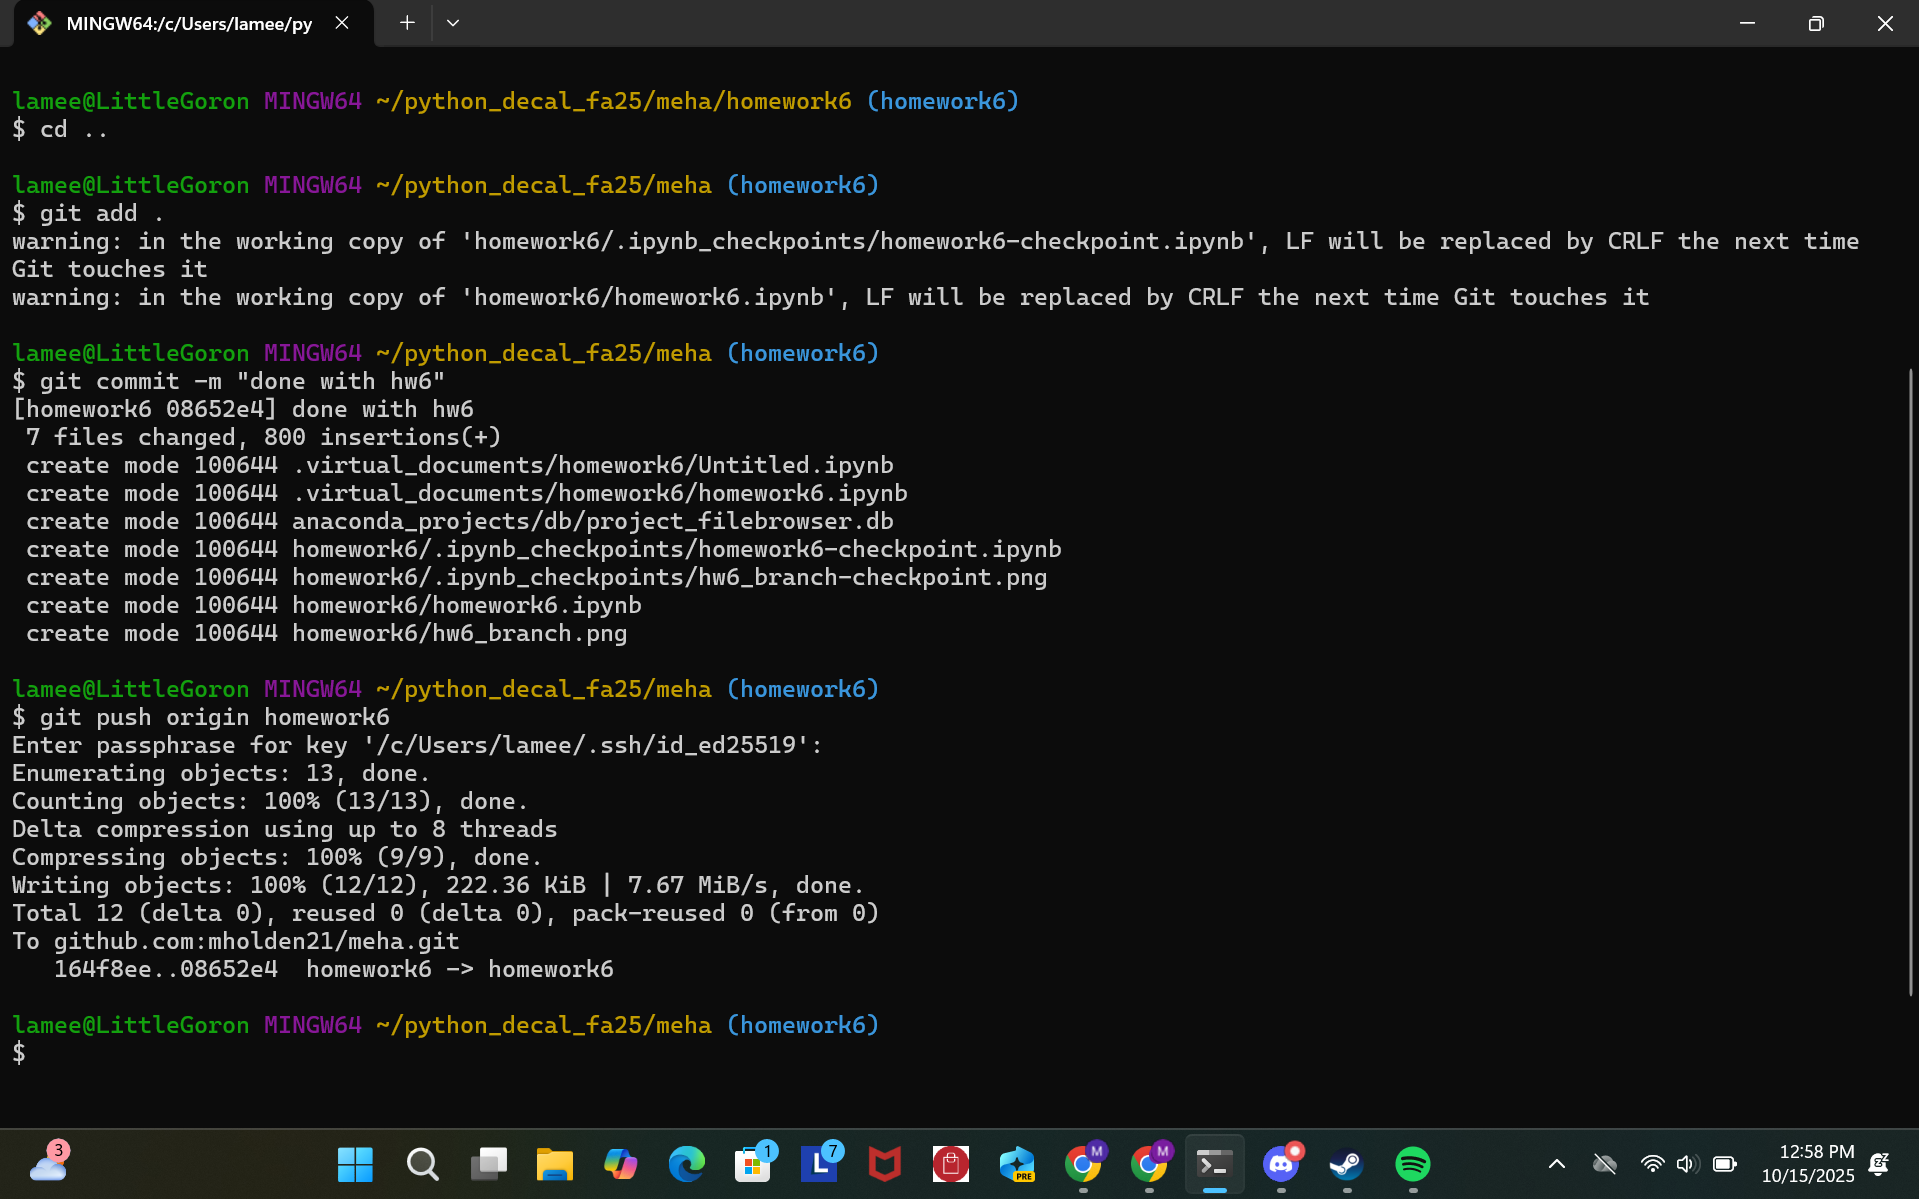 MINGW64:/c/Users/lamee/py
lamee@LittleGoron MINGW64 ~/python_decal_fa25/meha/homework6 (homework6)
$ cd ..
lamee@LittleGoron MINGW64 ~/python_decal_fa25/meha (homework6)
$ git add .
warning: in the working copy of 'homework6/.ipynb_checkpoints/homework6-checkpoint.ipynb', LF will be replaced by CRLF the next time
Git touches it
warning: in the working copy of 'homework6/homework6.ipynb', LF will be replaced by CRLF the next time Git touches it
lamee@LittleGoron MINGW64 ~/python_decal_fa25/meha (homework6)
$ git commit -m "done with hw6"
[homework6 08652e4] done with hw6
 7 files changed, 800 insertions(+)
 create mode 100644 .virtual_documents/homework6/Untitled.ipynb
 create mode 100644 .virtual_documents/homework6/homework6.ipynb
 create mode 100644 anaconda_projects/db/project_filebrowser.db
 create mode 100644 homework6/.ipynb_checkpoints/homework6-checkpoint.ipynb
 create mode 100644 homework6/.ipynb_checkpoints/hw6_branch-checkpoint.png
 create mode 100644 homework6/homework6.ipynb
 create mode 100644 homework6/hw6_branch.png
lamee@LittleGoron MINGW64 ~/python_decal_fa25/meha (homework6)
$ git push origin homework6
Enter passphrase for key '/c/Users/lamee/.ssh/id_ed25519':
Enumerating objects: 13, done.
Counting objects: 100% (13/13), done.
Delta compression using up to 8 threads
Compressing objects: 100% (9/9), done.
Writing objects: 100% (12/12), 222.36 KiB | 7.67 MiB/s, done.
Total 12 (delta 0), reused 0 (delta 0), pack-reused 0 (from 0)
To github.com:mholden21/meha.git
   164f8ee..08652e4  homework6 -> homework6
lamee@LittleGoron MINGW64 ~/python_decal_fa25/meha (homework6)
$
3
1
L 7
PRE
M
M
12:58 PM
10/15/2025